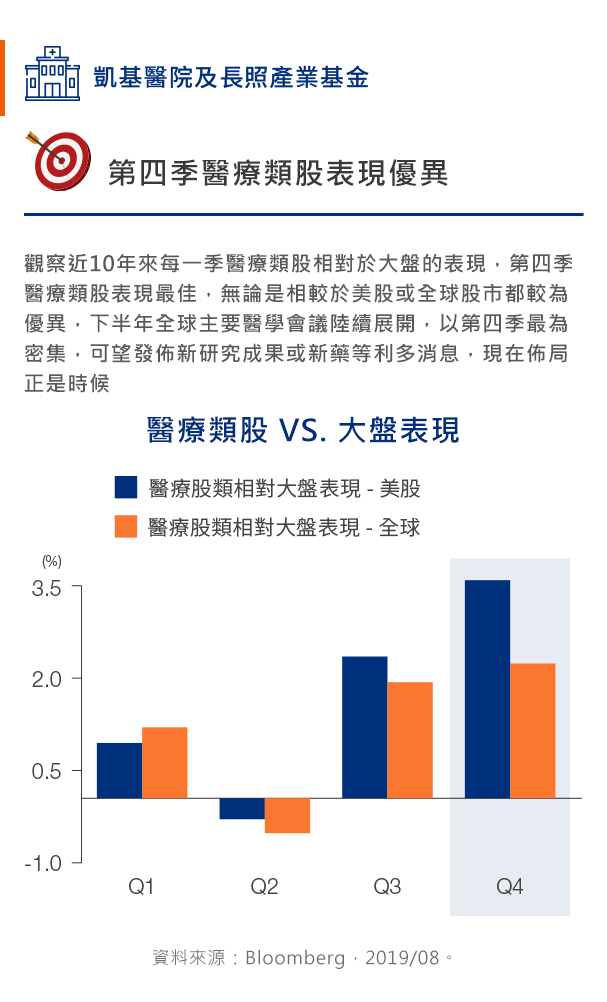 凱基醫院及長照產業基金
第四季醫療類股表現優異
觀察近10年來每一季醫療類股相對於大盤的表現，第四季
醫療類股表現最佳，無論是相較於美股或全球股市都較為
優異，下半年全球主要醫學會議陸續展開，以第四季最為
密集，可望發佈新研究成果或新藥等利多消息，現在佈局
正是時候
醫療類股 VS. 大盤表現
醫療股類相對大盤表現 - 美股
醫療股類相對大盤表現 - 全球
(%)
3.5
2.0
0.5
-1.0
Q1 Q2 Q3 Q4
資料來源：Bloomberg，2019/08。